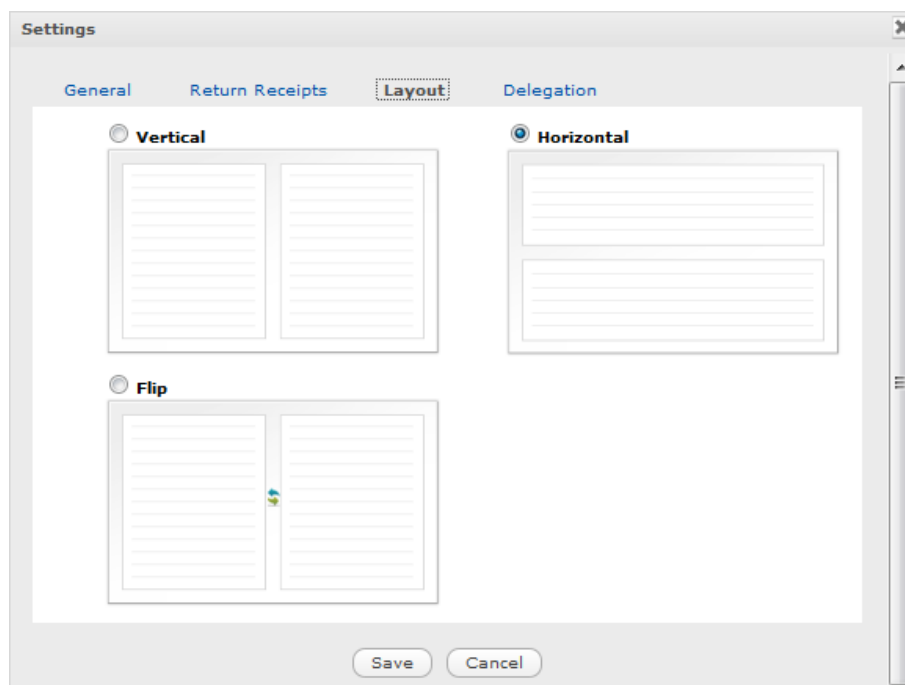 Settings
General Return Receipts Layout Delegation
Vertical Horizontal
Flip
Save Cancel